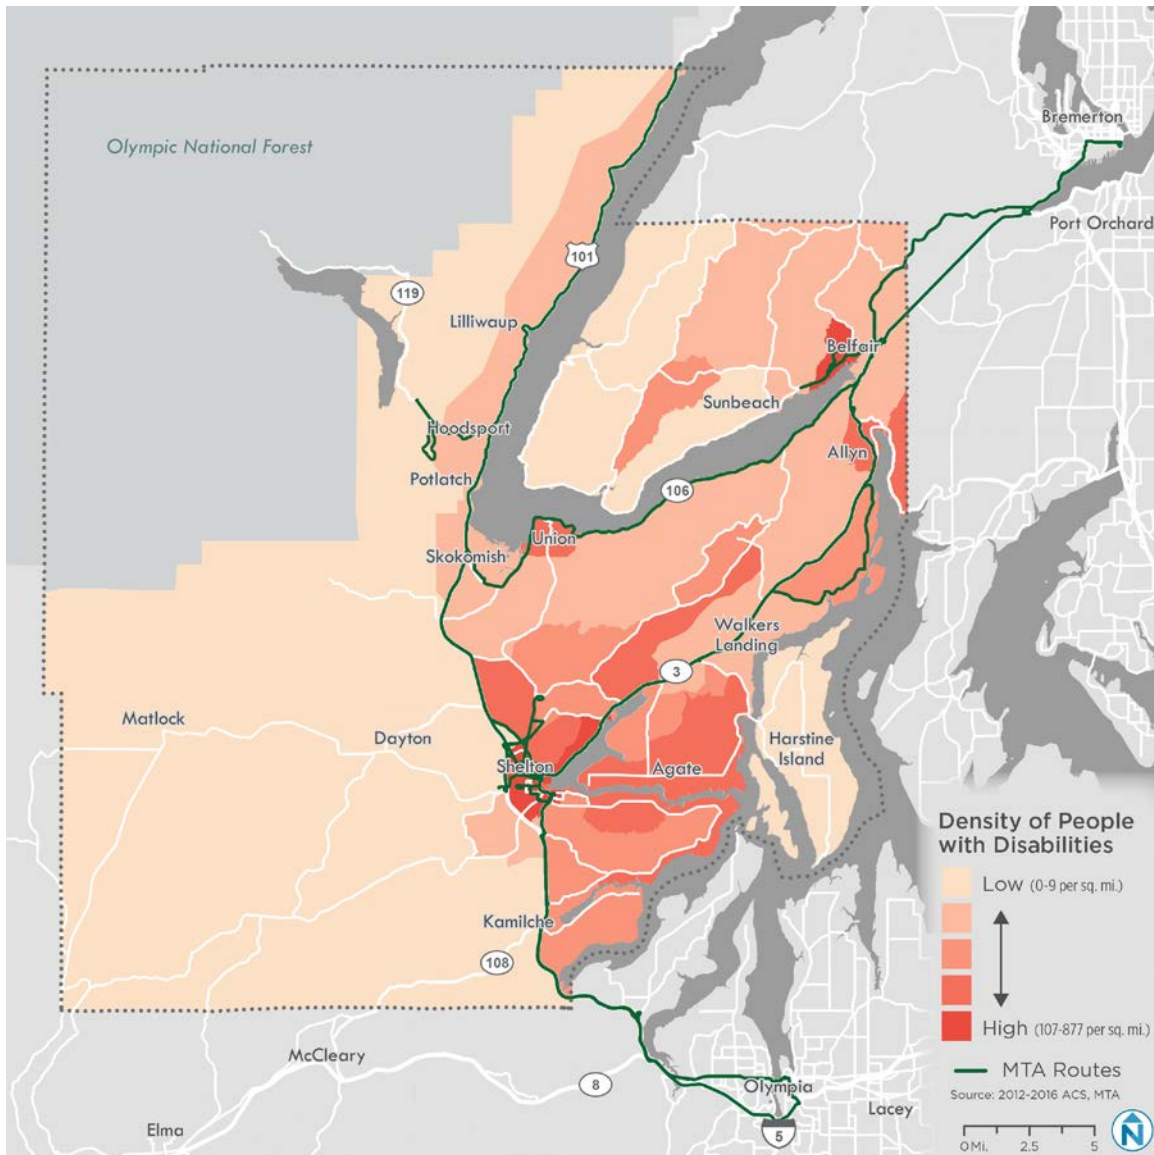 Bremerton
Olympic National Forest
Port Orchard
101
119
Lilliwaup
Belfair
Sunbeach
Hoodsport
Allyn
Potlatch
106
Union
Skokomish
Walkers
Landing
3
Matlock
Dayton
Harstine
Island
Shelton
Agate
Kamilche
108
McCleary
8
Olympia
Lacey
Elma
5
Density of People
with Disabilities
Low (0-9 per sq. mi.)
High (107-877 per sq. mi.)
MTA Routes
Source: 2012-2016 ACS, MTA
0 Mi. 2.5 5
N